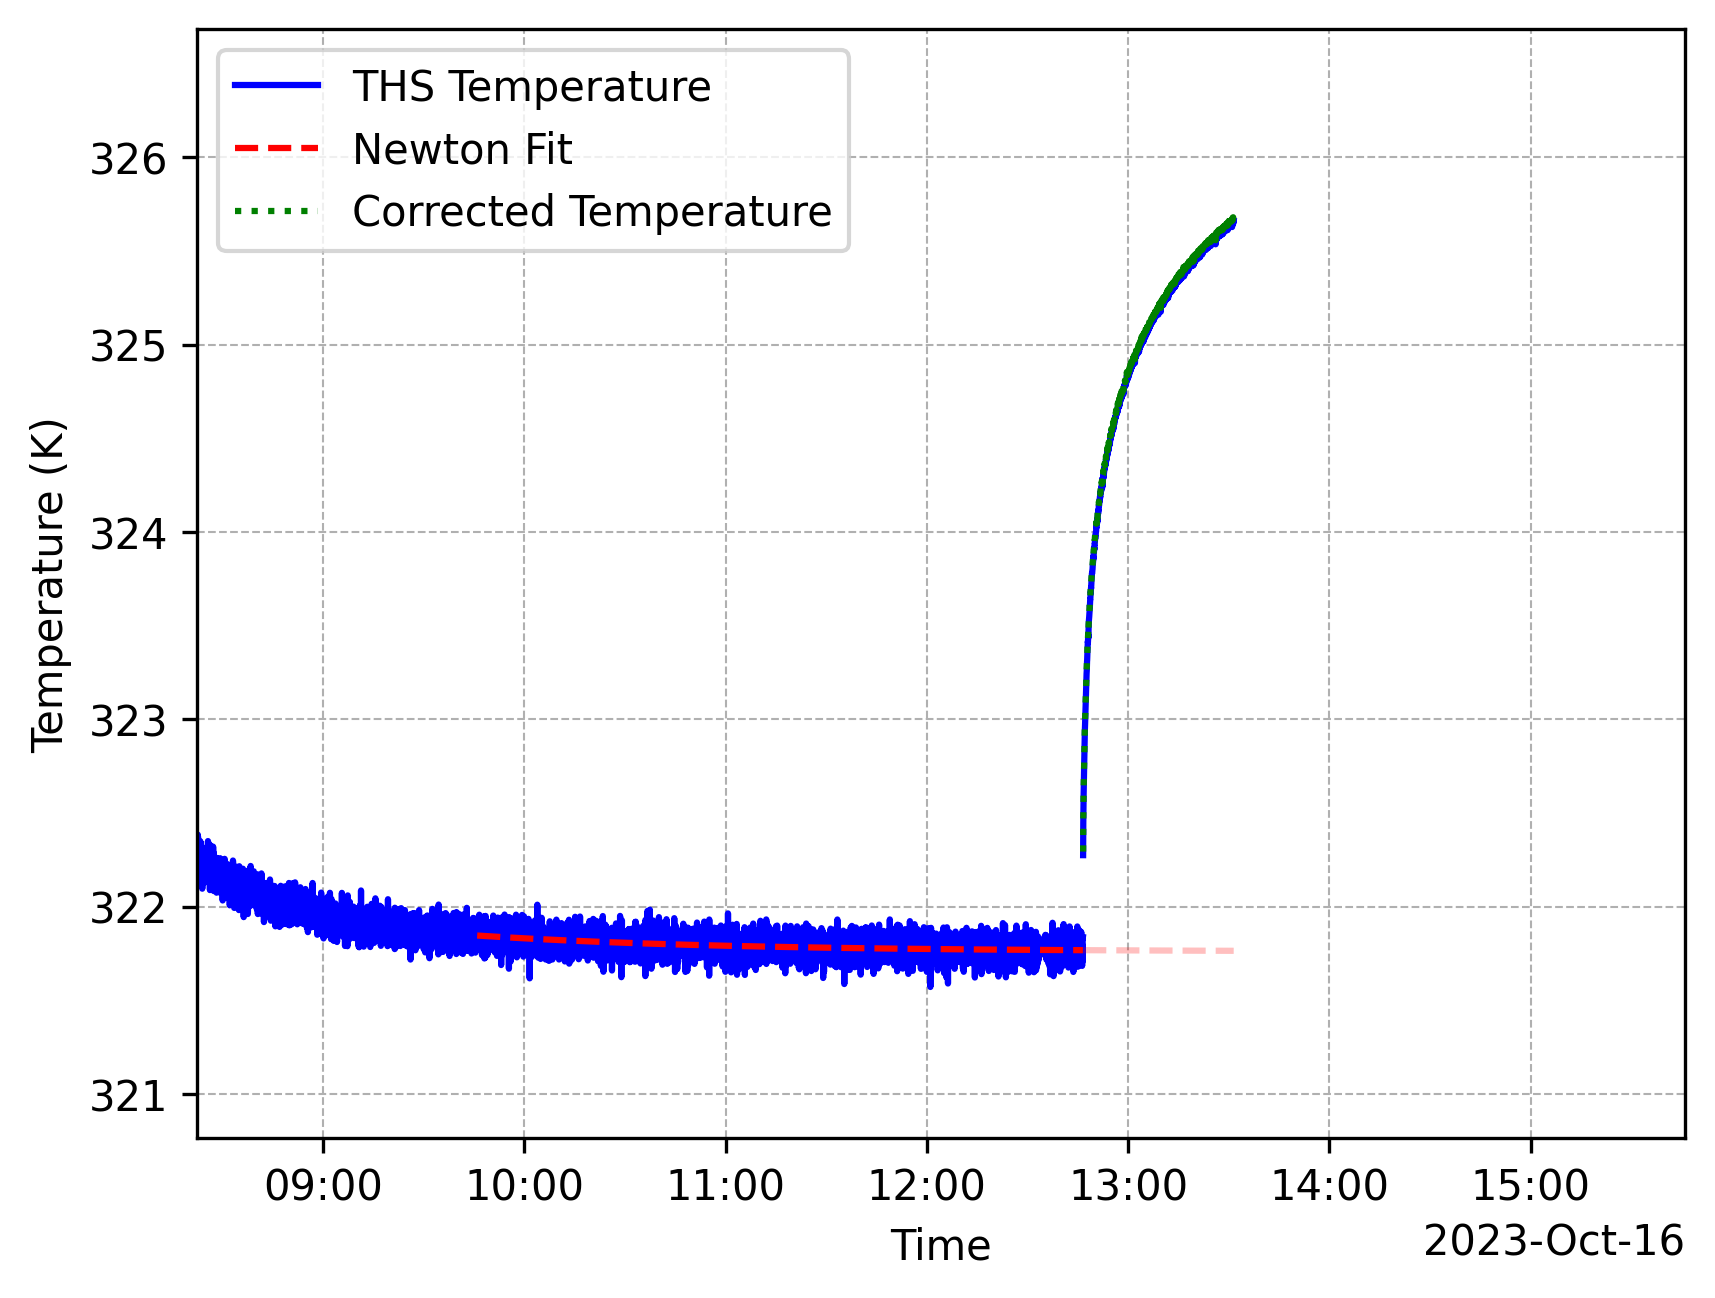 THS Temperature
Newton Fit
Corrected Temperature
326
325
324
323
322
321
Temperature (K)
09:00 10:00 11:00 12:00 13:00 14:00 15:00
Time
2023-Oct-16